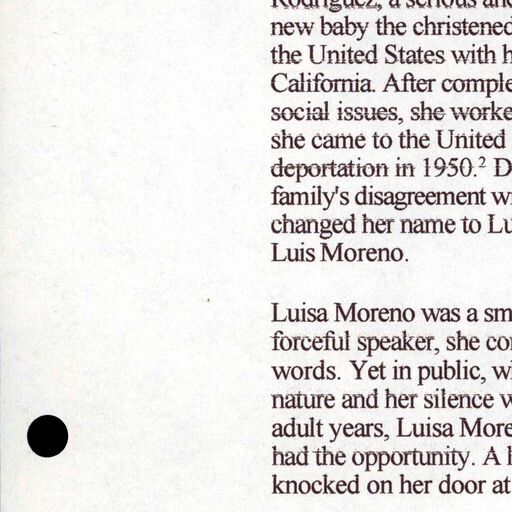 Rodriguez, a serious and
new baby the christened
the United States with h
California. After comple
social issues, she worke
she came to the United
deportation in 1950.² D
family's disagreement w
changed her name to Lu
Luis Moreno.
Luisa Moreno was a sm
forceful speaker, she co
words. Yet in public, w
nature and her silence w
adult years, Luisa More
had the opportunity. A h
knocked on her door at